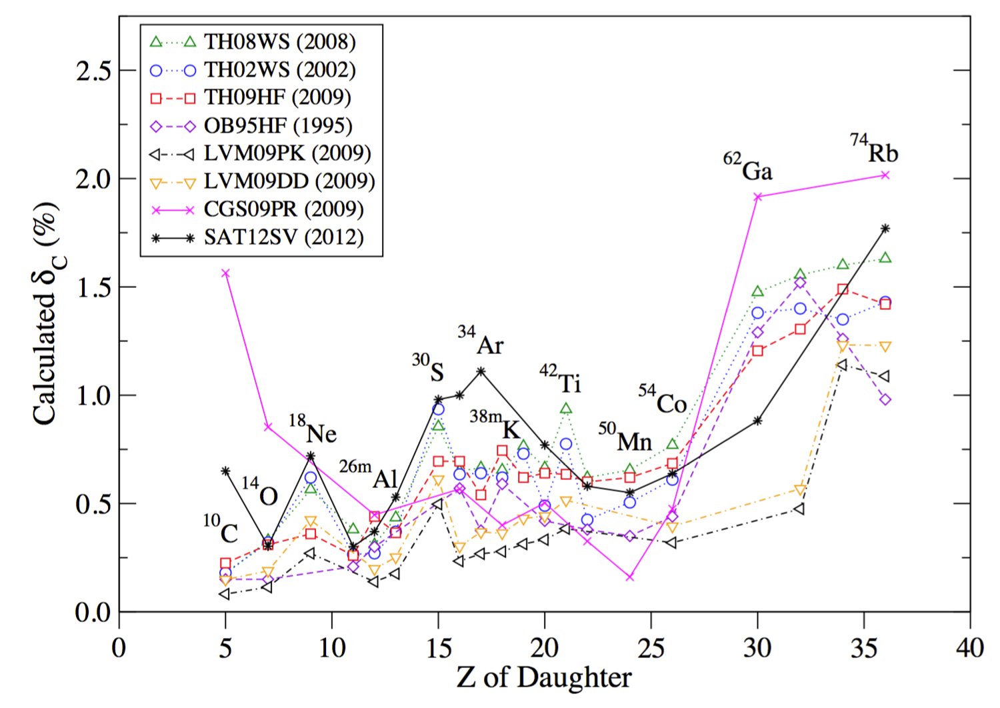 TH08WS (2008)
TH02WS (2002)
TH09HF (2009)
OB95HF (1995)
LVM09PK (2009)
LVM09DD (2009)
CGS09PR (2009)
SAT12SV (2012)
2.5
2.0
1.5
1.0
0.5
0.0
Calculated δC (%)
10C
14O
18Ne
26mAl
30S
34Ar
38mK
42Ti
50Mn
54Co
62Ga
74Rb
0 5 10 15 20 25 30 35 40
Z of Daughter